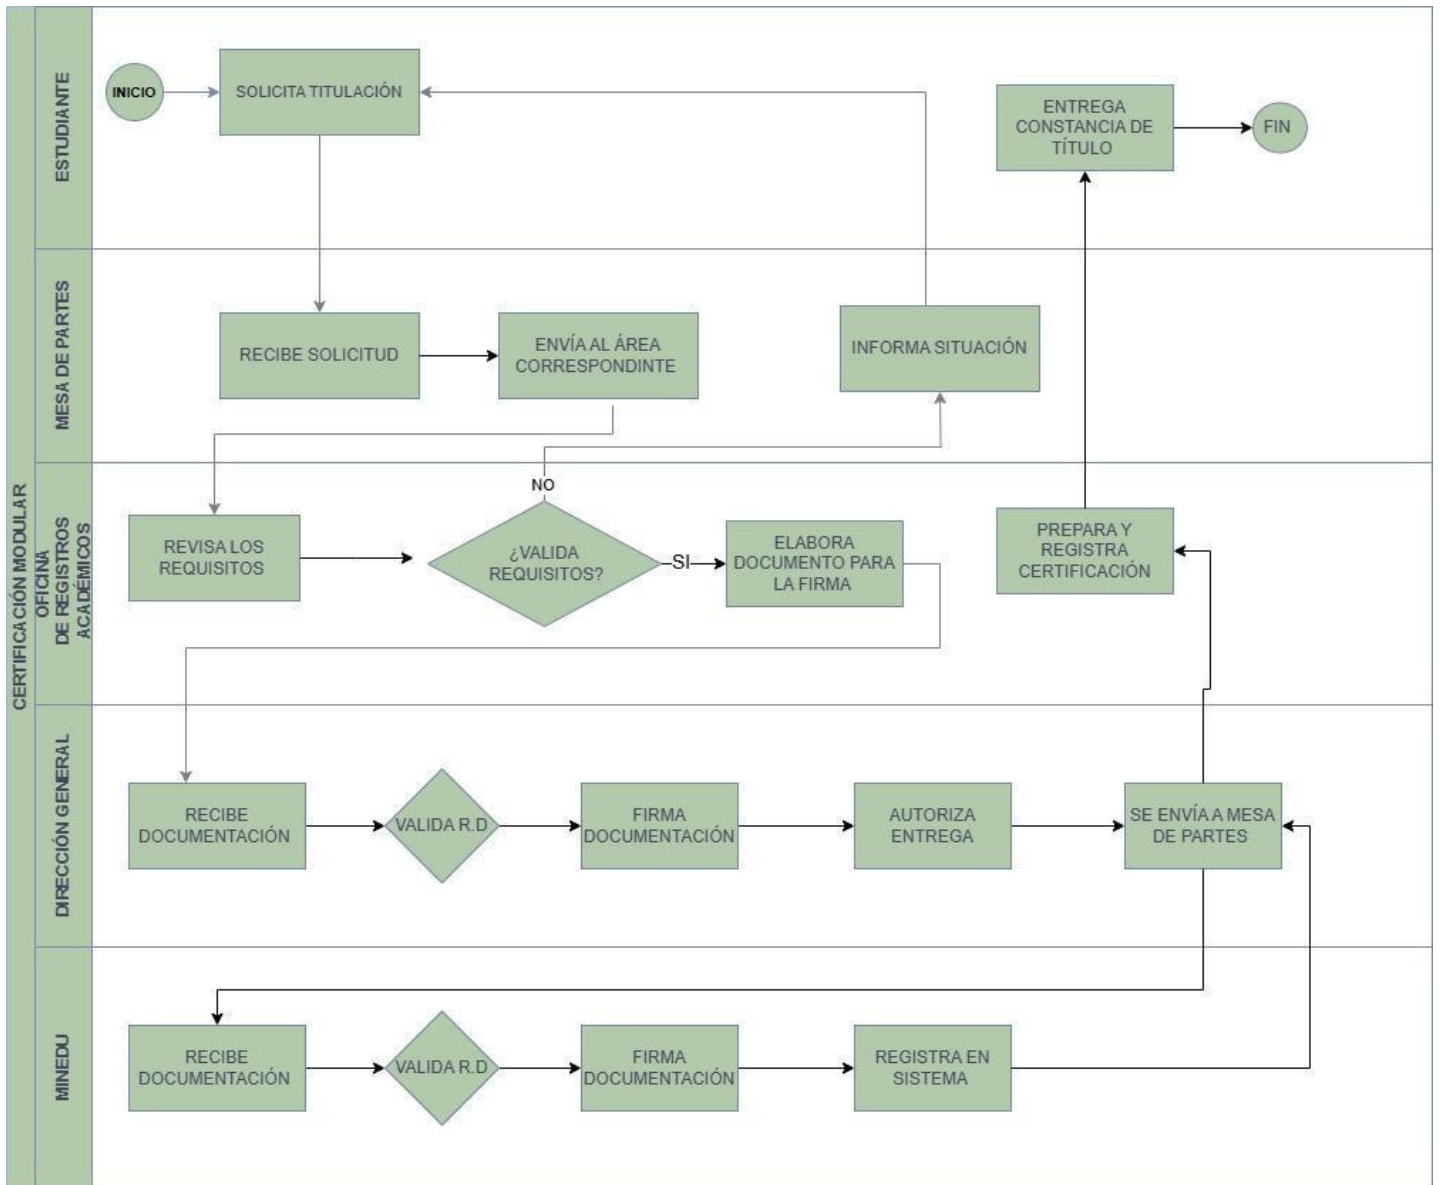 CERTIFICACIÓN MODULAR
ESTUDIANTE
INICIO
SOLICITA TITULACIÓN
ENTREGA
CONSTANCIA DE
TÍTULO
FIN
MESA DE PARTES
RECIBE SOLICITUD
ENVÍA AL ÁREA
CORRESPONDINTE
INFORMA SITUACIÓN
OFICINA
DE REGISTROS
ACADÉMICOS
REVISA LOS
REQUISITOS
NO
¿VALIDA
REQUISITOS?
SI
ELABORA
DOCUMENTO PARA
LA FIRMA
PREPARA Y
REGISTRA
CERTIFICACIÓN
DIRECCIÓN GENERAL
RECIBE
DOCUMENTACIÓN
VALIDA R.D
FIRMA
DOCUMENTACIÓN
AUTORIZA
ENTREGA
SE ENVÍA A MESA
DE PARTES
MINEDU
RECIBE
DOCUMENTACIÓN
VALIDA R.D
FIRMA
DOCUMENTACIÓN
REGISTRA EN
SISTEMA